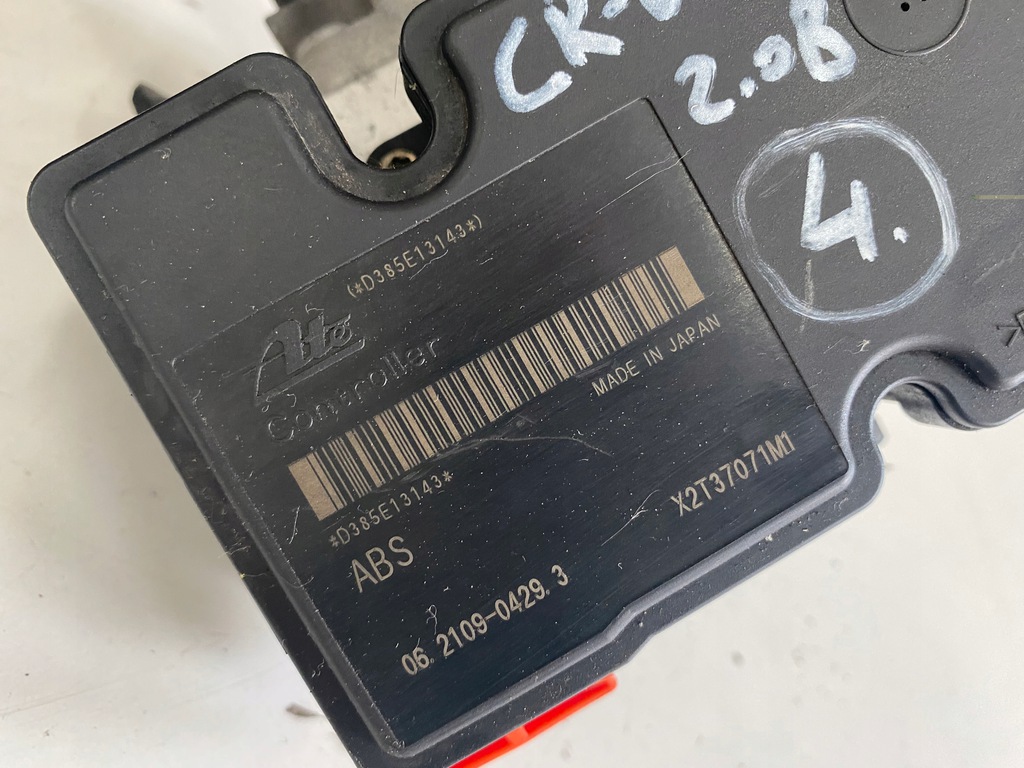 CR-V
2.0B
4.
(*D385E13143*)
Ate
Controller
MADE IN JAPAN
*D385E13143*
ABS
X2T37071M1
06. 2109-0429. 3